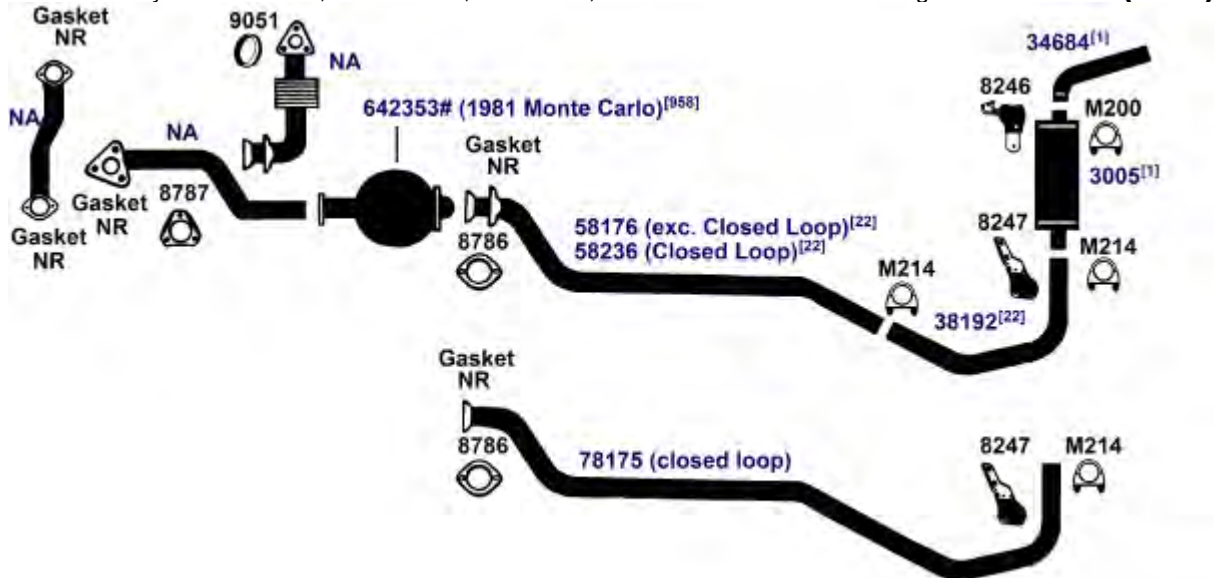 Gasket
NR
9051
NA
34684[1]
8246
M200
642353# (1981 Monte Carlo)[958]
NA
NA
Gasket
NR
3005[1]
Gasket
NR
8787
Gasket
NR
8786
58176 (exc. Closed Loop)[22]
58236 (Closed Loop)[22]
8247
M214
M214
38192[22]
Gasket
NR
8786
78175 (closed loop)
8247
M214